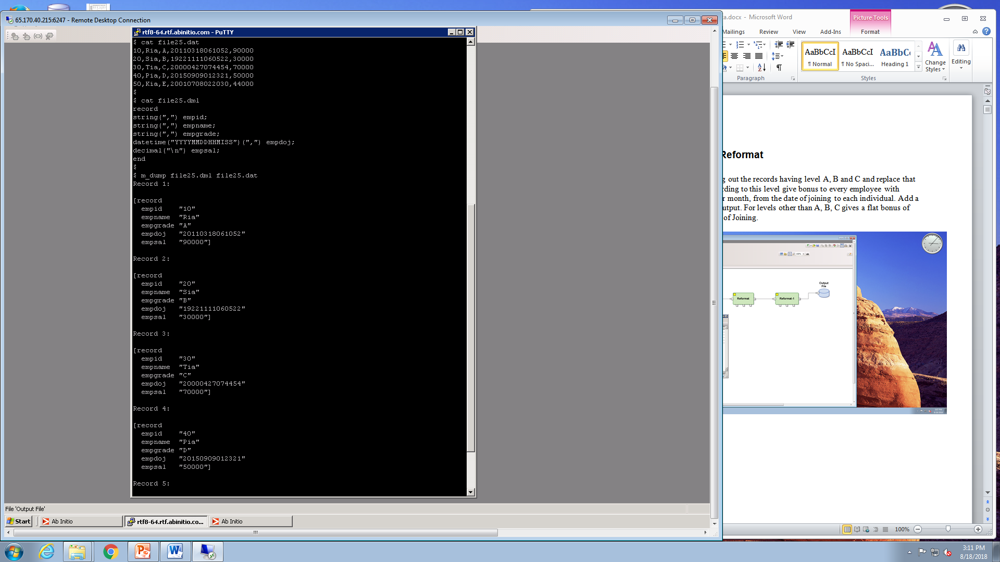 65.170.40.215:6247 - Remote Desktop Connection
rtf8-64.rtf.abinitio.com - PuTTY
$ cat file25.dat
10,Ria,A,20110318061052,90000
20,Sia,B,19221111060522,30000
30,Tia,C,20000427074454,70000
40,Pia,D,20150909012321,50000
50,Kia,E,20010708022030,44000
$
$ cat file25.dml
record
string(",") empid;
string(",") empname;
string(",") empgrade;
datetime("YYYYMMDDHHMISS")(",") empdoj;
decimal("\n") empsal;
end
$
$ m_dump file25.dml file25.dat
Record 1:
[record
empid "10"
empname "Ria"
empgrade "A"
empdoj "20110318061052"
empsal "90000"]
Record 2:
[record
empid "20"
empname "Sia"
empgrade "B"
empdoj "19221111060522"
empsal "30000"]
Record 3:
[record
empid "30"
empname "Tia"
empgrade "C"
empdoj "20000427074454"
empsal "70000"]
Record 4:
[record
empid "40"
empname "Pia"
empgrade "D"
empdoj "20150909012321"
empsal "50000"]
Record 5:
File 'Output File'
Start
Ab Initio
rtf8-64.rtf.abinitio.co...
Ab Initio
ta.docx - Microsoft Word
Picture Tools
Mailings Review View Add-Ins Format
AaBbCcI AaBbCcI AaBbC
¶ Normal ¶ No Spaci... Heading 1
Change Styles
Editing
Paragraph
Styles
Reformat
g out the records having level A, B and C and replace that
rding to this level give bonus to every employee with
r month, from the date of joining to each individual. Add a
utput. For levels other than A, B, C gives a flat bonus of
of Joining.
Output
File
Reformat
Reformat-1
100%
3:11 PM
8/18/2018